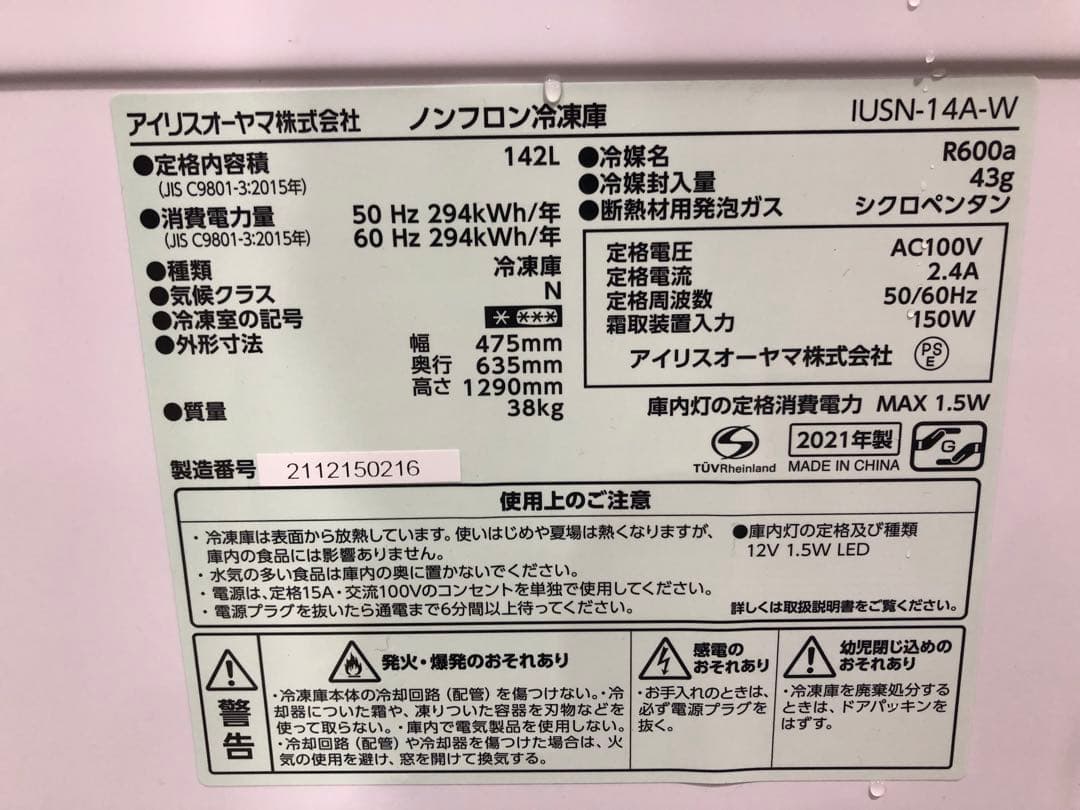 アイリスオーヤマ株式会社 ノンフロン冷凍庫 IUSN-14A-W
●定格内容積 142L
(JIS C9801-3:2015年)
●消費電力量 50 Hz 294kWh/年
(JIS C9801-3:2015年) 60 Hz 294kWh/年
●種類 冷凍庫
●気候クラス N
●冷凍室の記号 * ***
●外形寸法 幅 475mm
奥行 635mm
高さ 1290mm
●質量 38kg
製造番号 2112150216
●冷媒名 R600a
●冷媒封入量 43g
●断熱材用発泡ガス シクロペンタン
定格電圧 AC100V
定格電流 2.4A
定格周波数 50/60Hz
霜取装置入力 150W
アイリスオーヤマ株式会社 PSE
庫内灯の定格消費電力 MAX 1.5W
TÜVRheinland
2021年製
MADE IN CHINA
G
使用上のご注意
・冷凍庫は表面から放熱しています。使いはじめや夏場は熱くなりますが、
庫内の食品には影響ありません。
・水気の多い食品は庫内の奥に置かないでください。
・電源は、定格15A・交流100Vのコンセントを単独で使用してください。
・電源プラグを抜いたら通電まで6分間以上待ってください。
●庫内灯の定格及び種類
12V 1.5W LED
詳しくは取扱説明書をご覧ください。
警告
発火・爆発のおそれあり
・冷凍庫本体の冷却回路(配管)を傷つけない。・冷
却器についた霜や、凍りついた容器を刃物などを
使って取らない。・庫内で電気製品を使用しない。
・冷却回路(配管)や冷却器を傷つけた場合は、火
気の使用を避け、窓を開けて換気する。
感電の
おそれあり
・お手入れのときは、
必ず電源プラグを
抜く。
幼児閉じ込めの
おそれあり
・冷凍庫を廃棄処分する
ときは、ドアパッキンを
はずす。